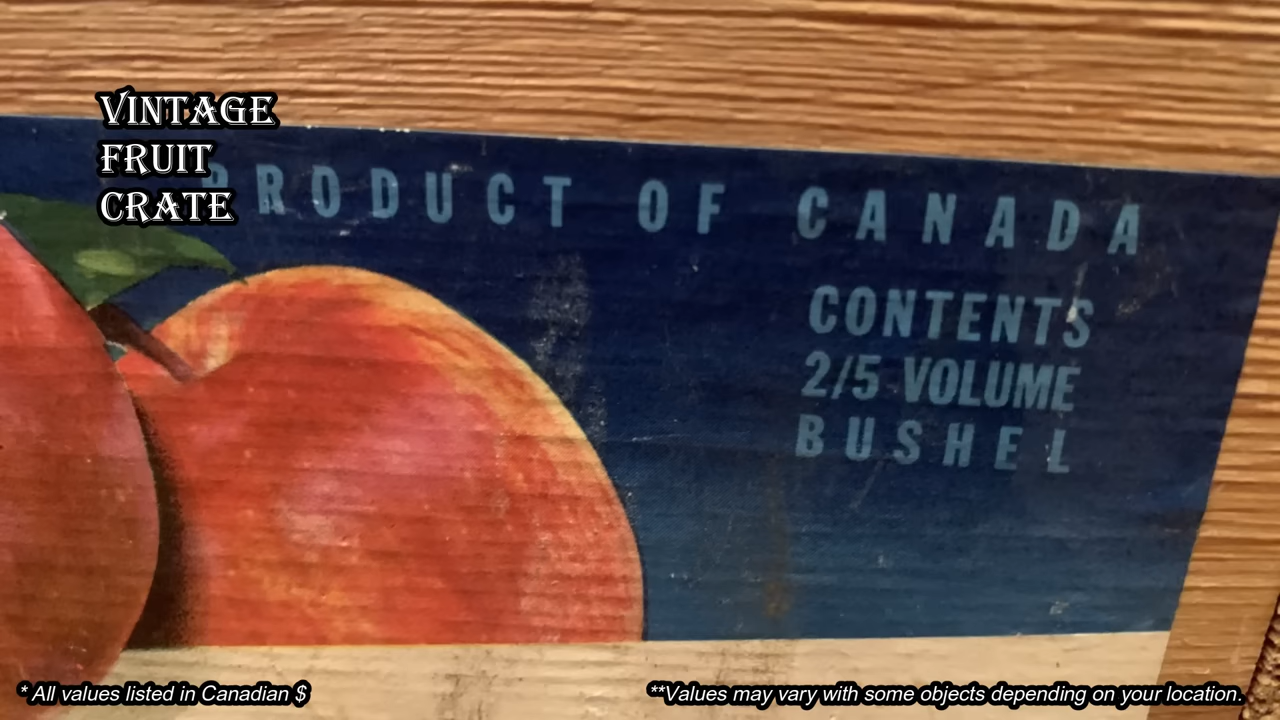 VINTAGE
FRUIT
CRATE
PRODUCT OF CANADA
CONTENTS
2/5 VOLUME
BUSHEL
* All values listed in Canadian $
**Values may vary with some objects depending on your location.